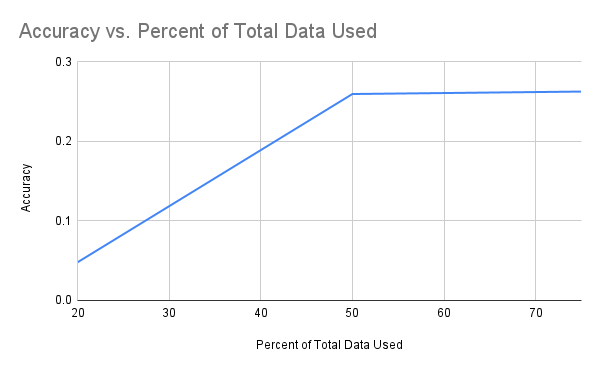 Accuracy vs. Percent of Total Data Used
0.3
0.2
0.1
0.0
Accuracy
20 30 40 50 60 70
Percent of Total Data Used